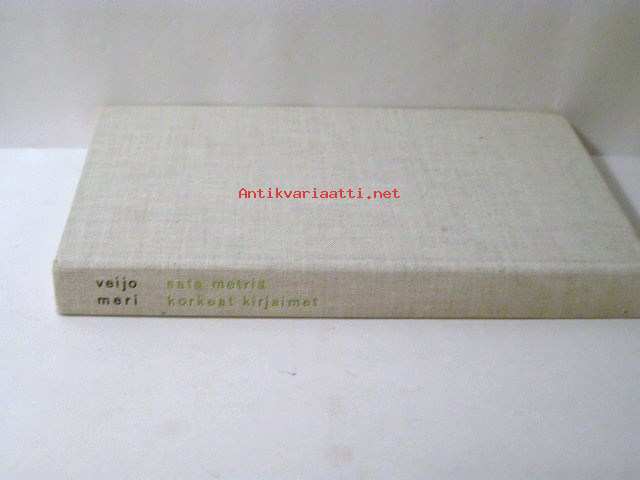 Antikvariaatti.net
veijo sata metriä
meri korkeat kirjaimet